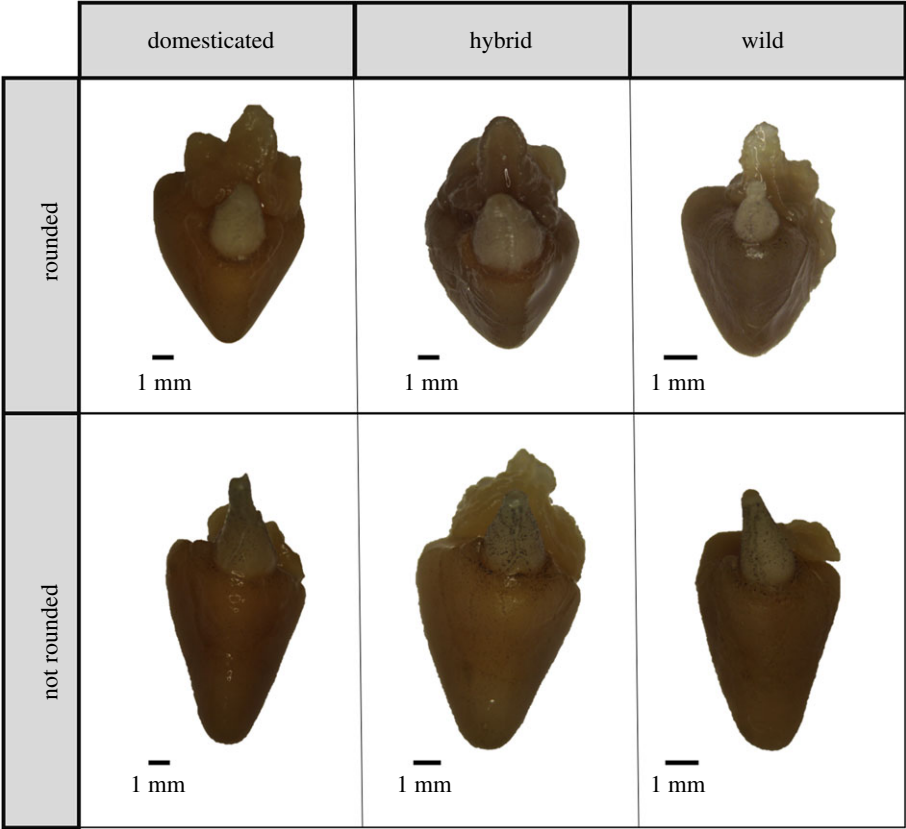 domesticated
hybrid
wild
rounded
1 mm
1 mm
1 mm
not rounded
1 mm
1 mm
1 mm